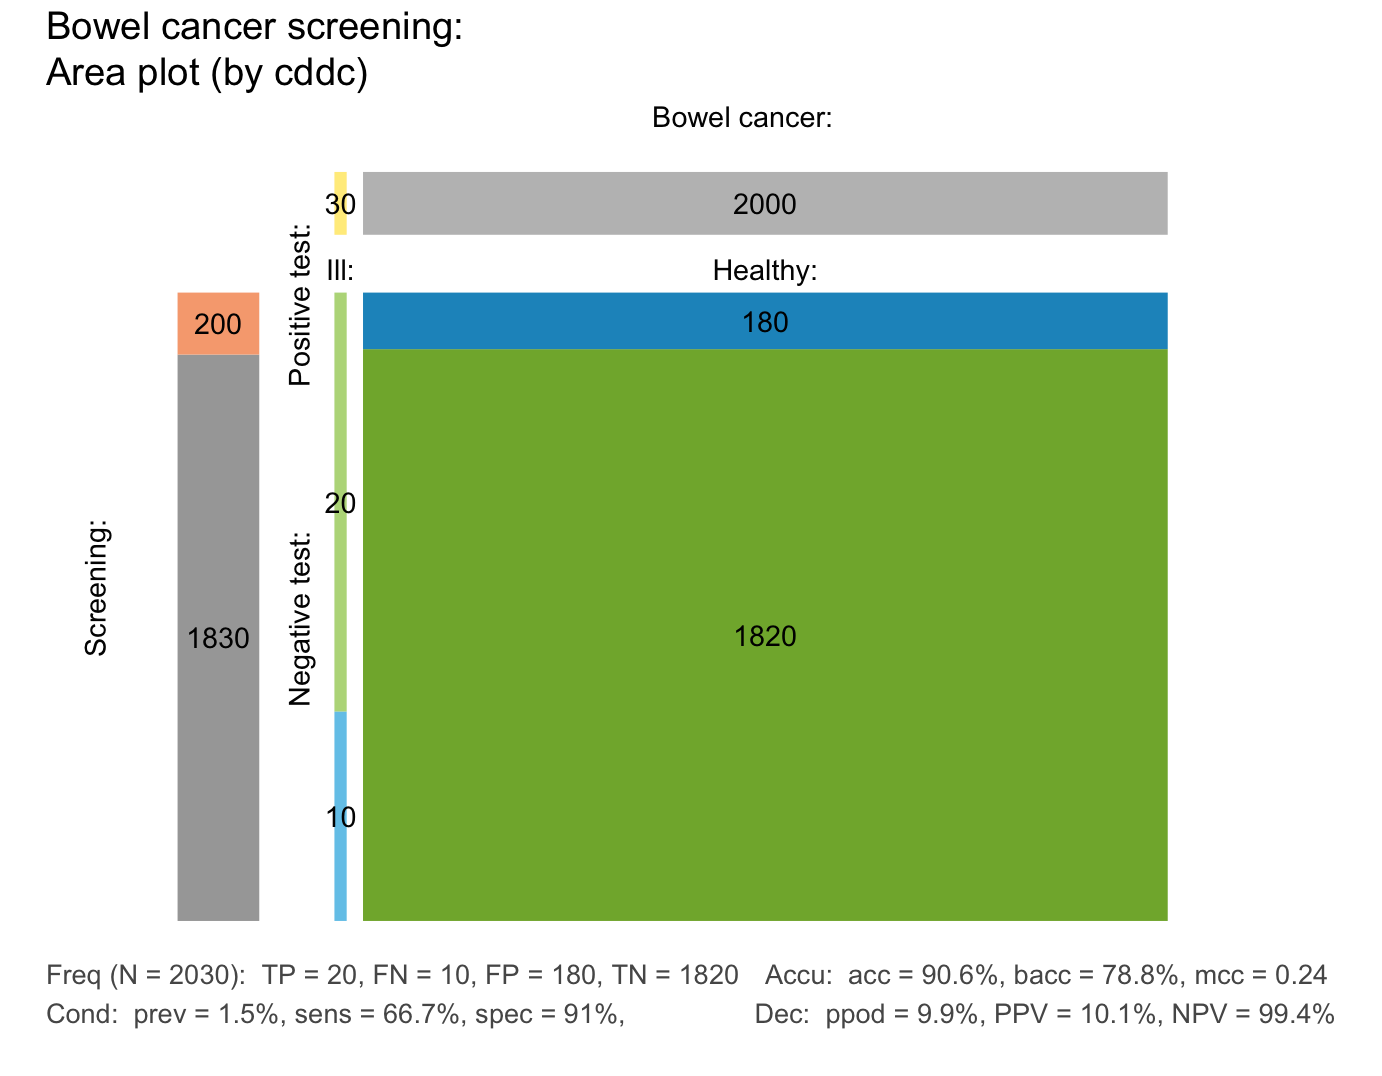 Bowel cancer screening:
Area plot (by cddc)
Bowel cancer:
30
2000
Ill:
Healthy:
Positive test:
200
180
20
Screening:
Negative test:
1830
1820
10
Freq (N = 2030):  TP = 20, FN = 10, FP = 180, TN = 1820    Accu:  acc = 90.6%, bacc = 78.8%, mcc = 0.24
Cond:  prev = 1.5%, sens = 66.7%, spec = 91%,    Dec:  ppod = 9.9%, PPV = 10.1%, NPV = 99.4%